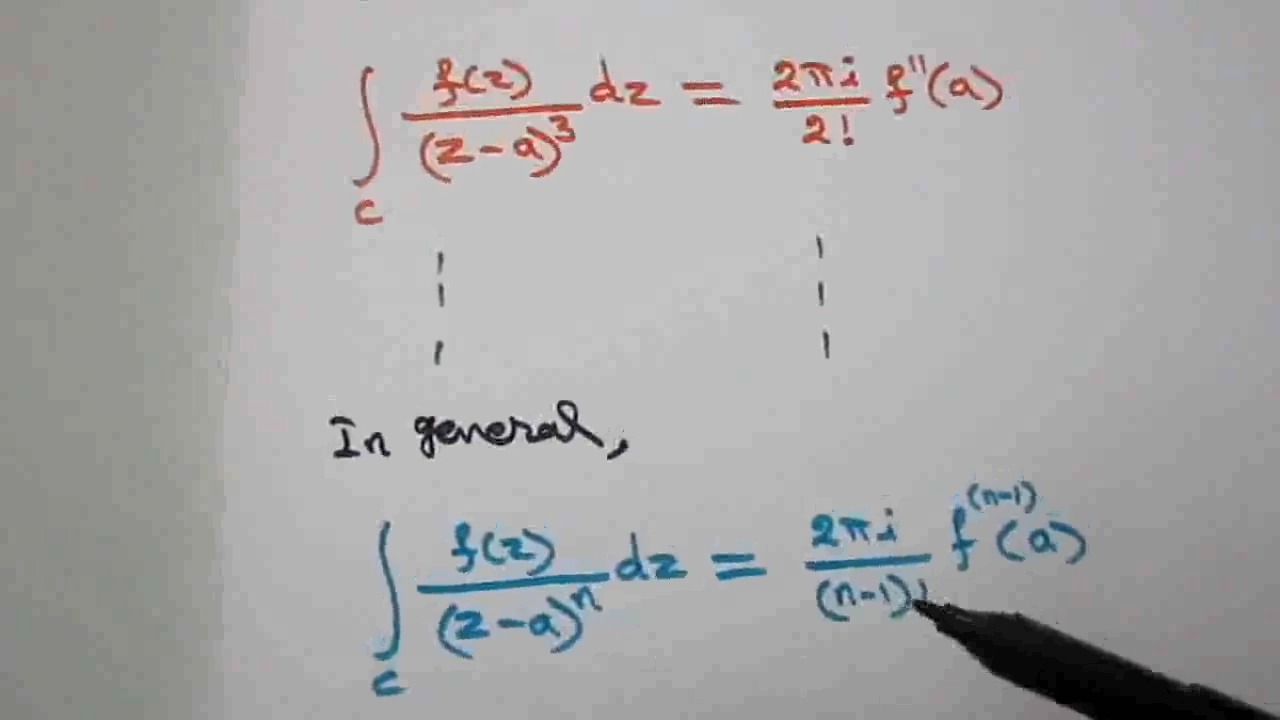 ∫_C f(z)/(z-a)^3 dz = 2πi/2! f''(a)
In general,
∫_C f(z)/(z-a)^n dz = 2πi/(n-1)! f^(n-1)(a)